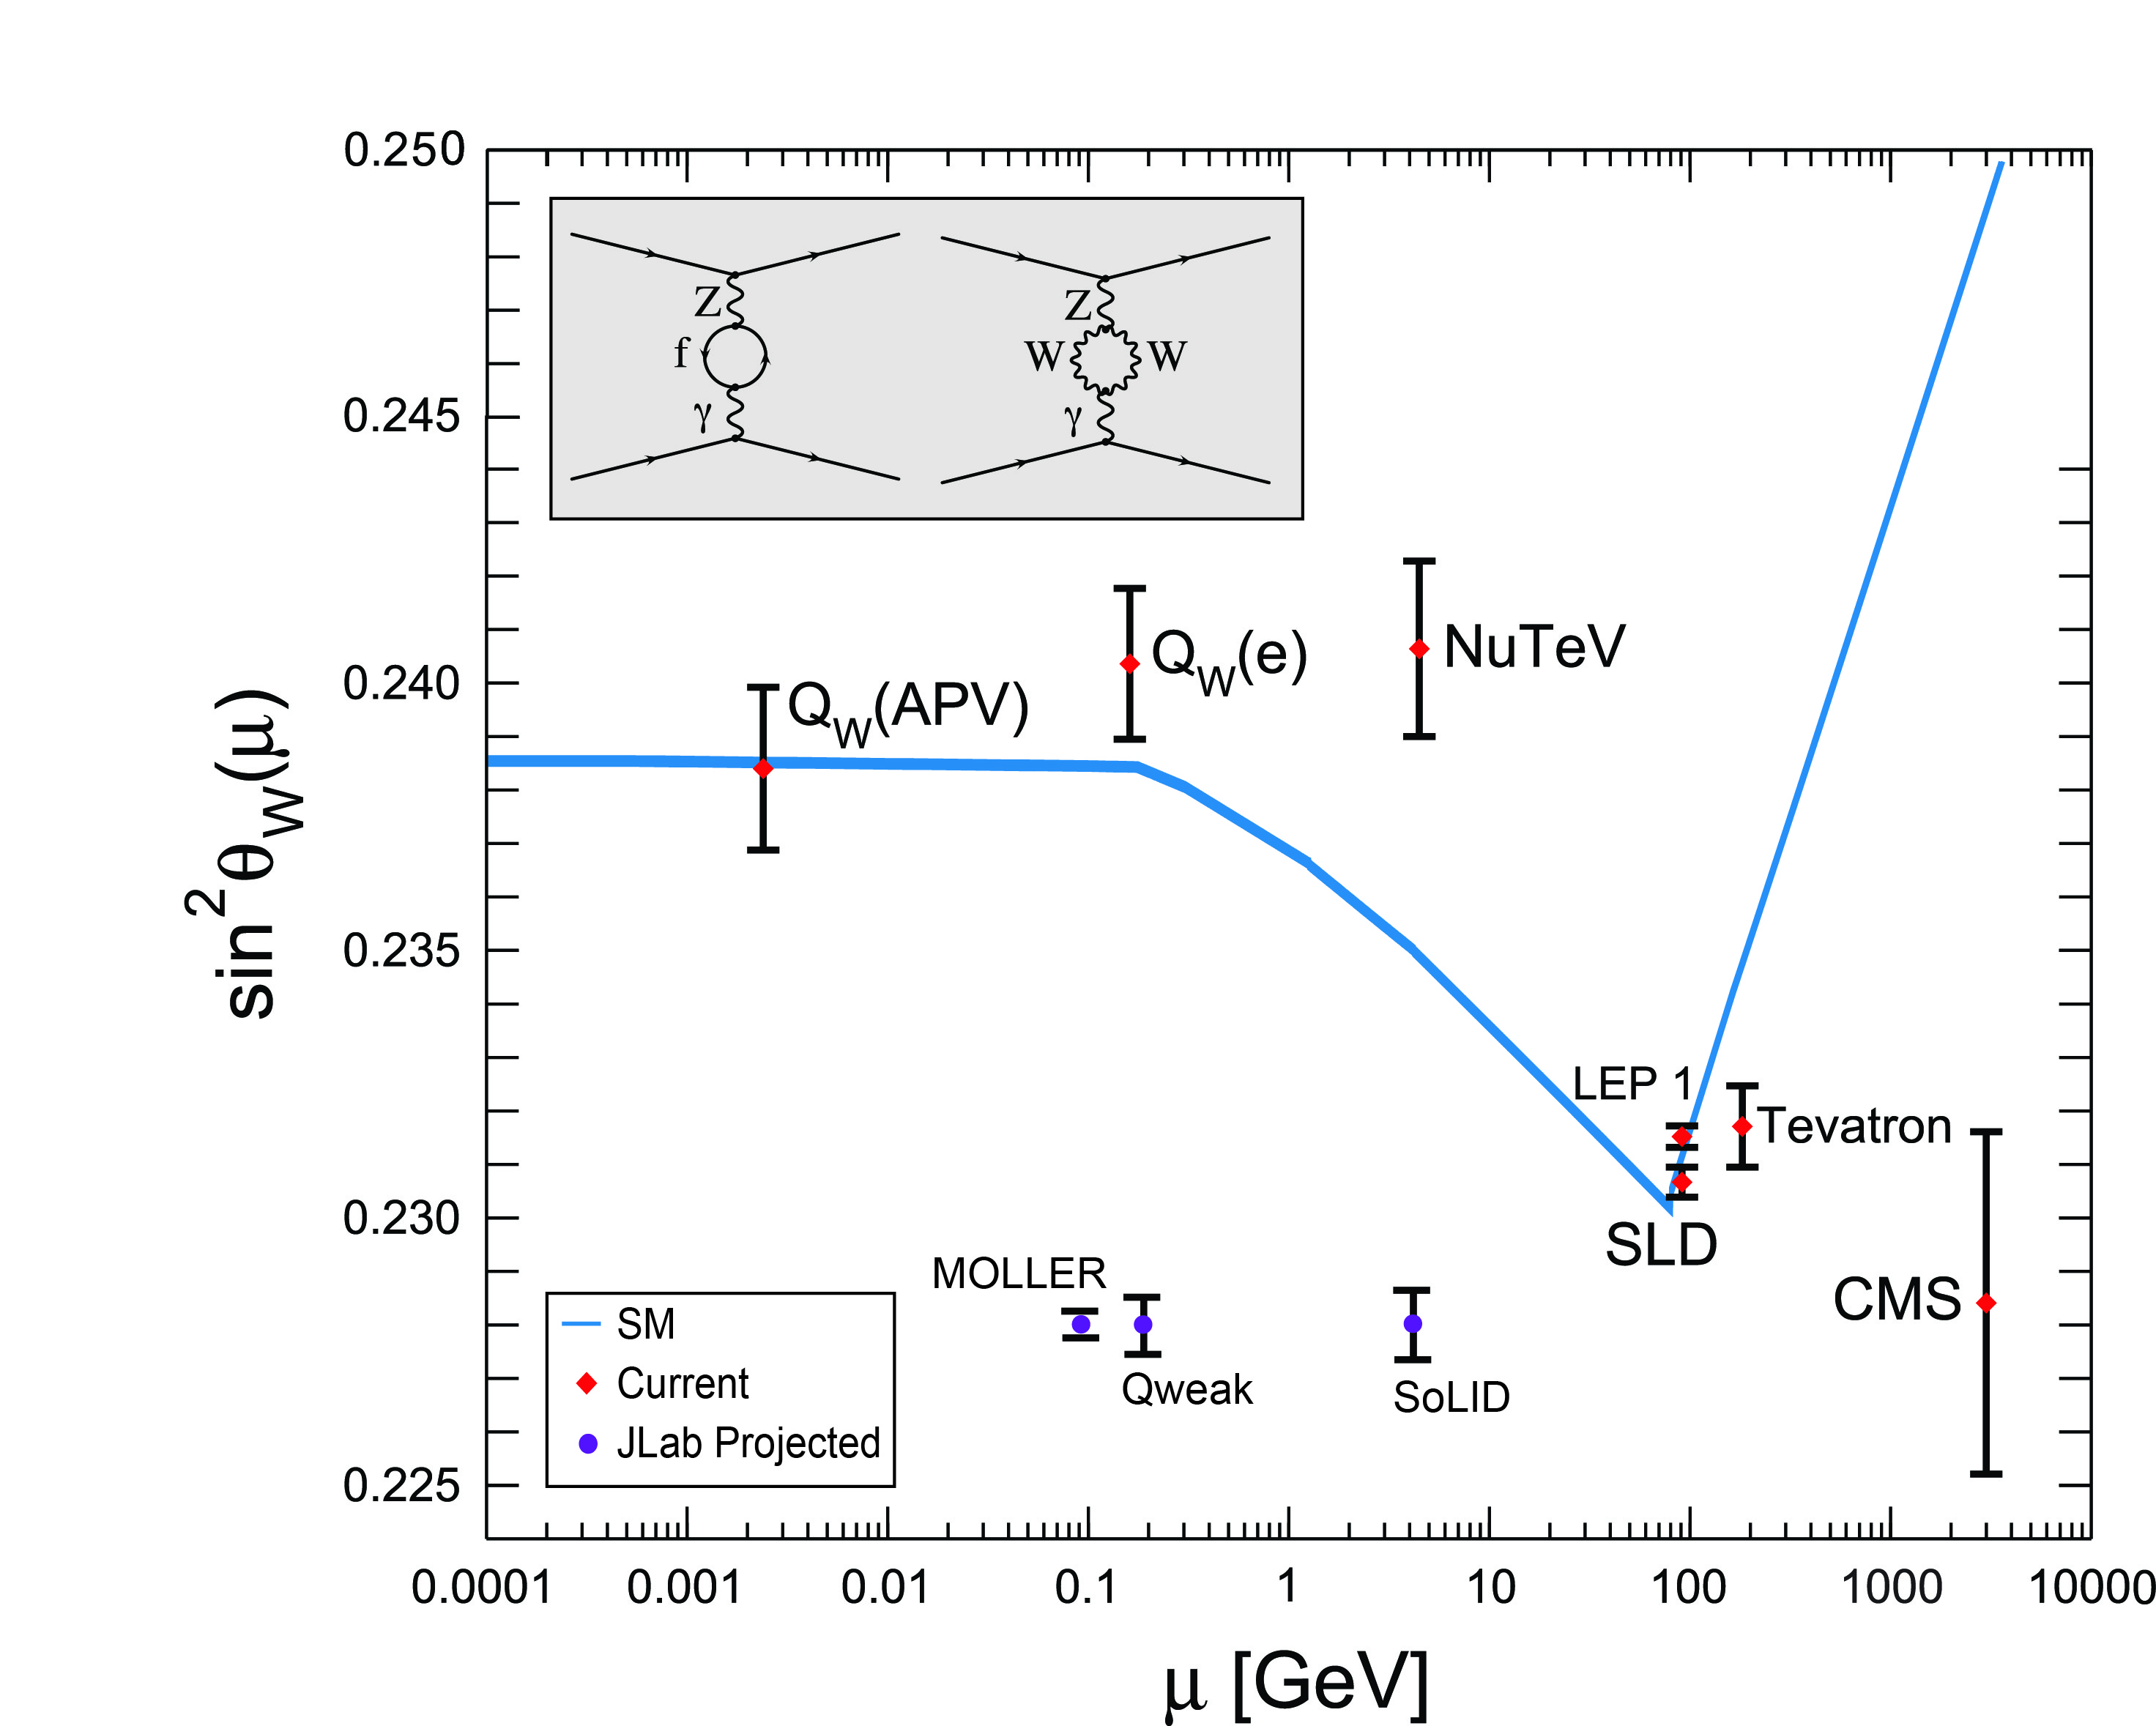 0.250
0.245
0.240
0.235
0.230
0.225
sin²θW(μ)
Z
f
γ
Z
W W
γ
QW(APV)
QW(e)
NuTeV
LEP 1
Tevatron
SLD
CMS
MOLLER
Qweak
SoLID
SM
Current
JLab Projected
0.0001 0.001 0.01 0.1 1 10 100 1000 10000
μ [GeV]